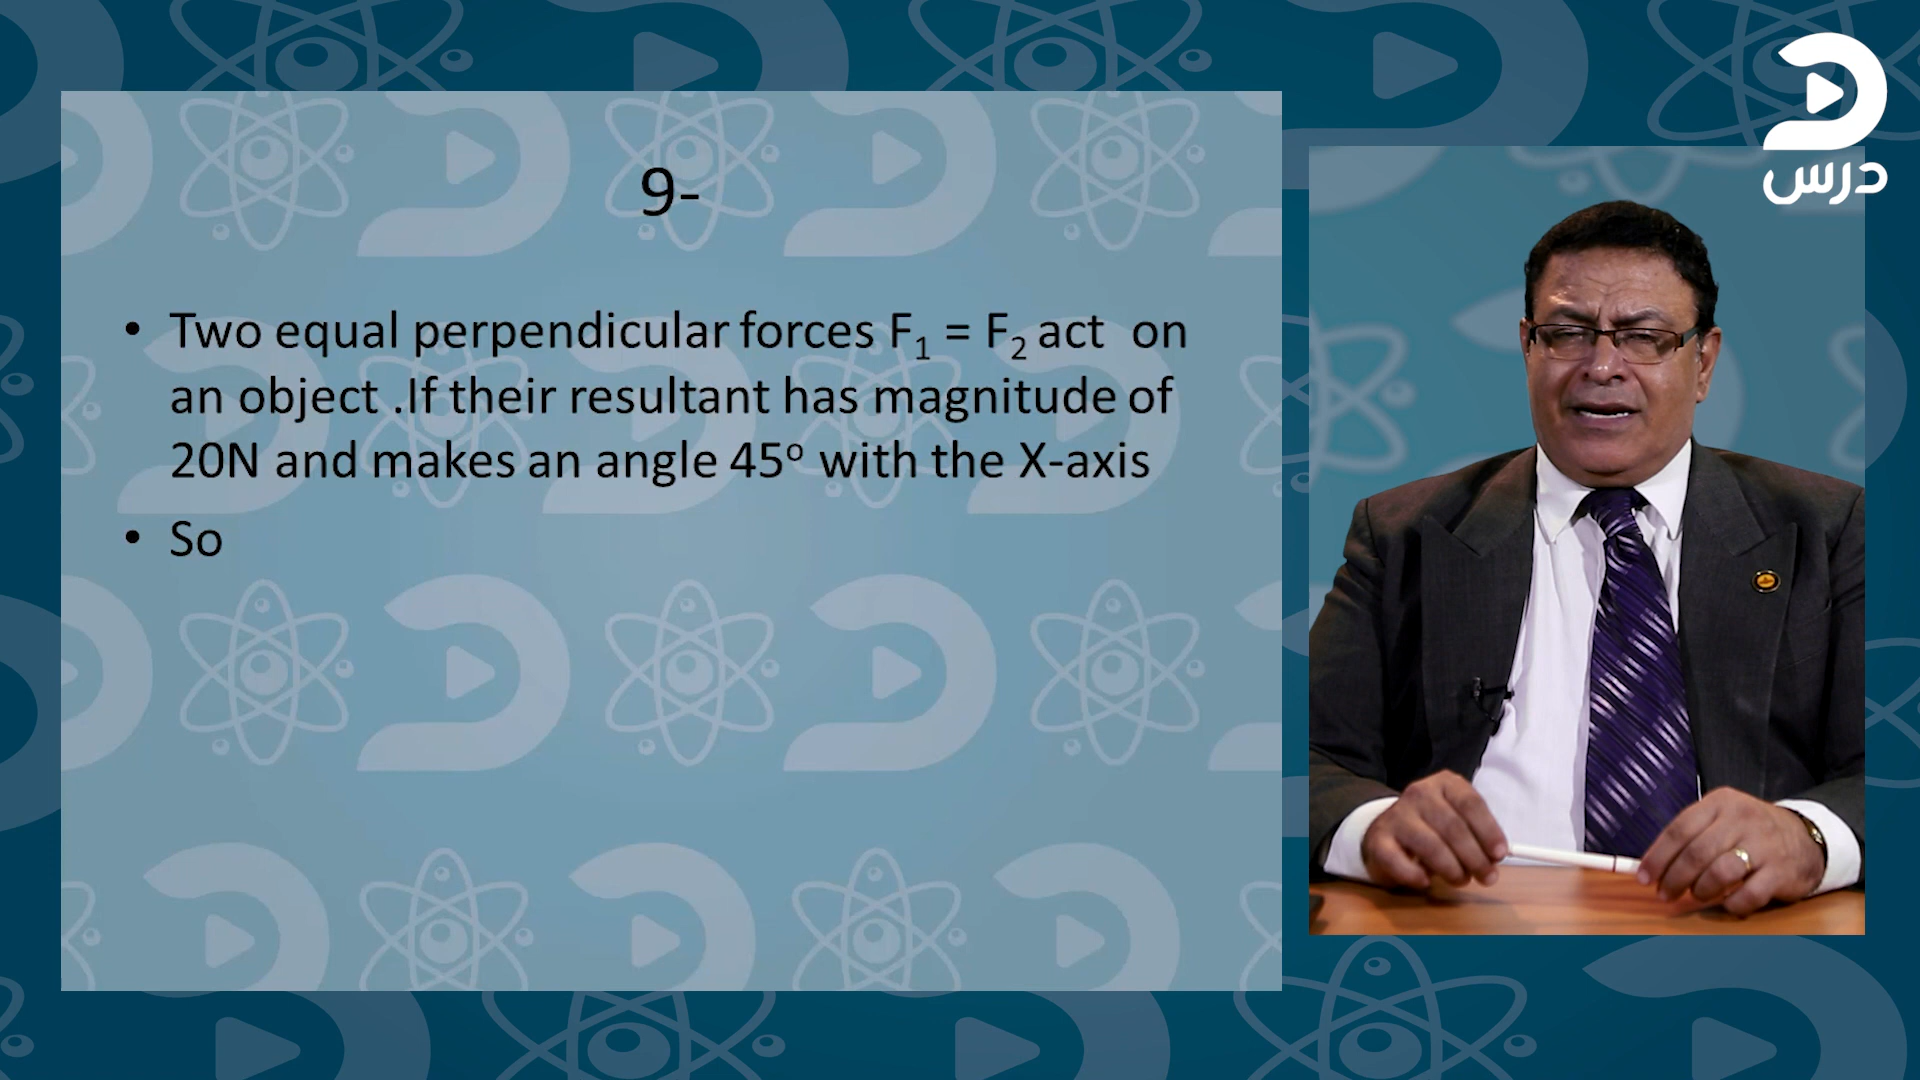 درس
9-
• Two equal perpendicular forces F₁ = F₂ act on
an object .If their resultant has magnitude of
20N and makes an angle 45º with the X-axis
• So